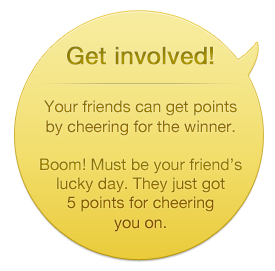 Get involved!
Your friends can get points
by cheering for the winner.
Boom! Must be your friend's
lucky day. They just got
5 points for cheering
you on.